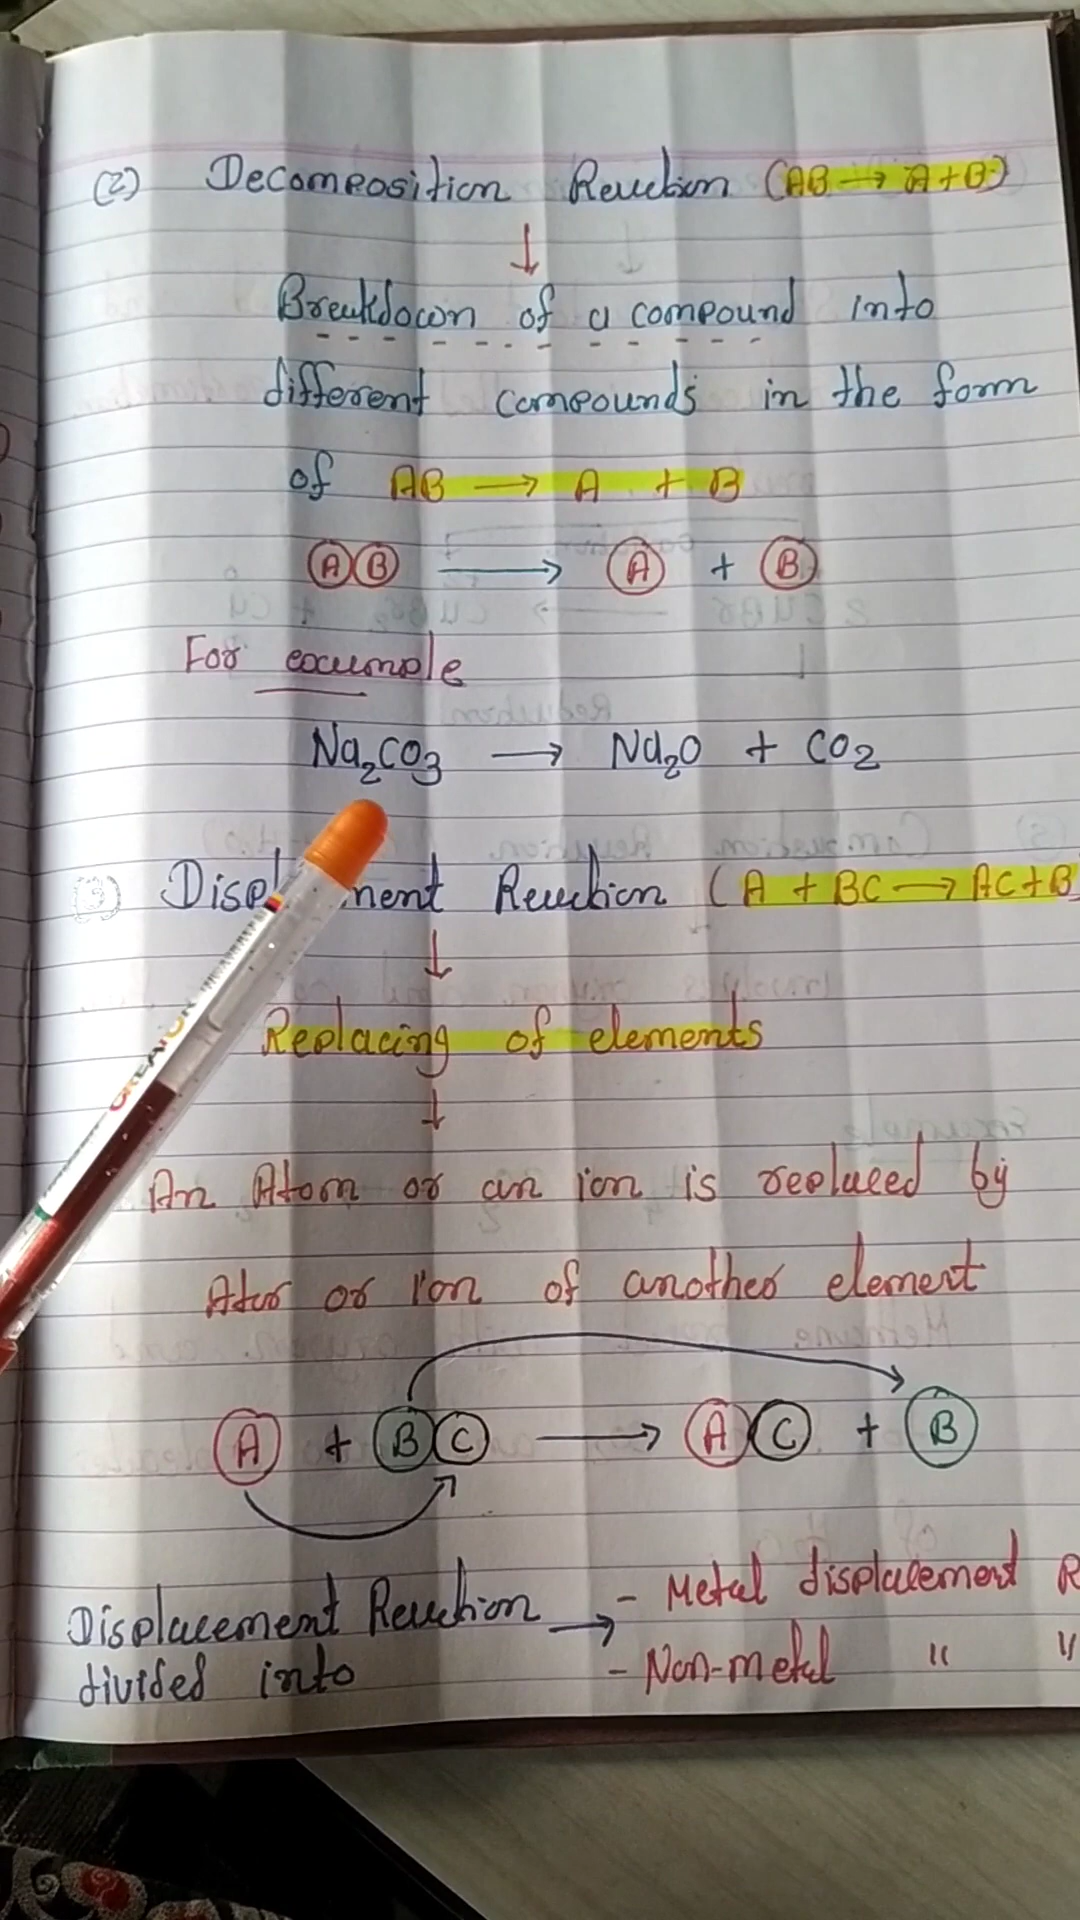 (2) Decomposition Reaction (AB → A+B)
↓
Breakdown of a compound into
different compounds in the form
of AB → A + B
A B → A + B
For example
Na₂CO₃ → Na₂O + CO₂
(3) Displ ment Reaction (A + BC → AC+B
↓
Replacing of elements
↓
An Atom or an ion is replaced by
or ion of another element
A + B C → A C + B
Displacement Reaction → - Metal displacement R
divided into - Non-metal " "